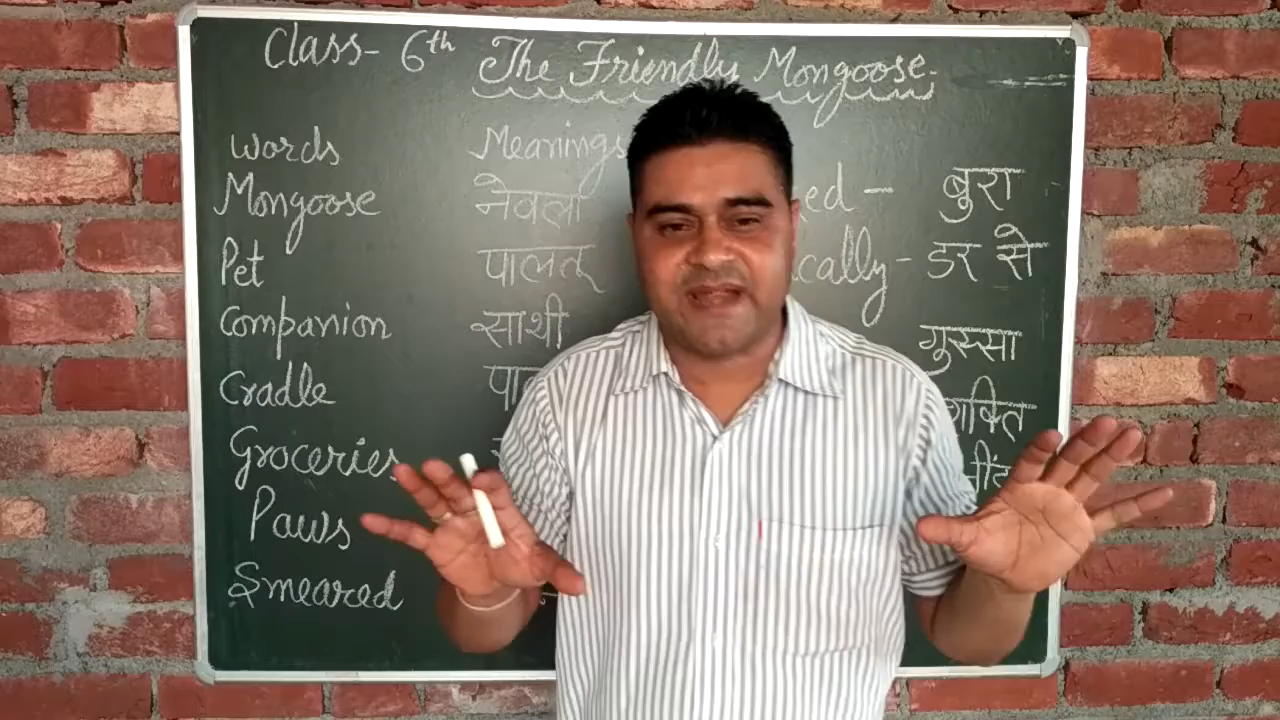 Class- 6th The Friendly Mongoose.
Words Meanings
Mongoose नेवला बुरा
Pet पालतू डर से
Companion साथी गुस्सा
Cradle
Groceries
Paws
Smeared